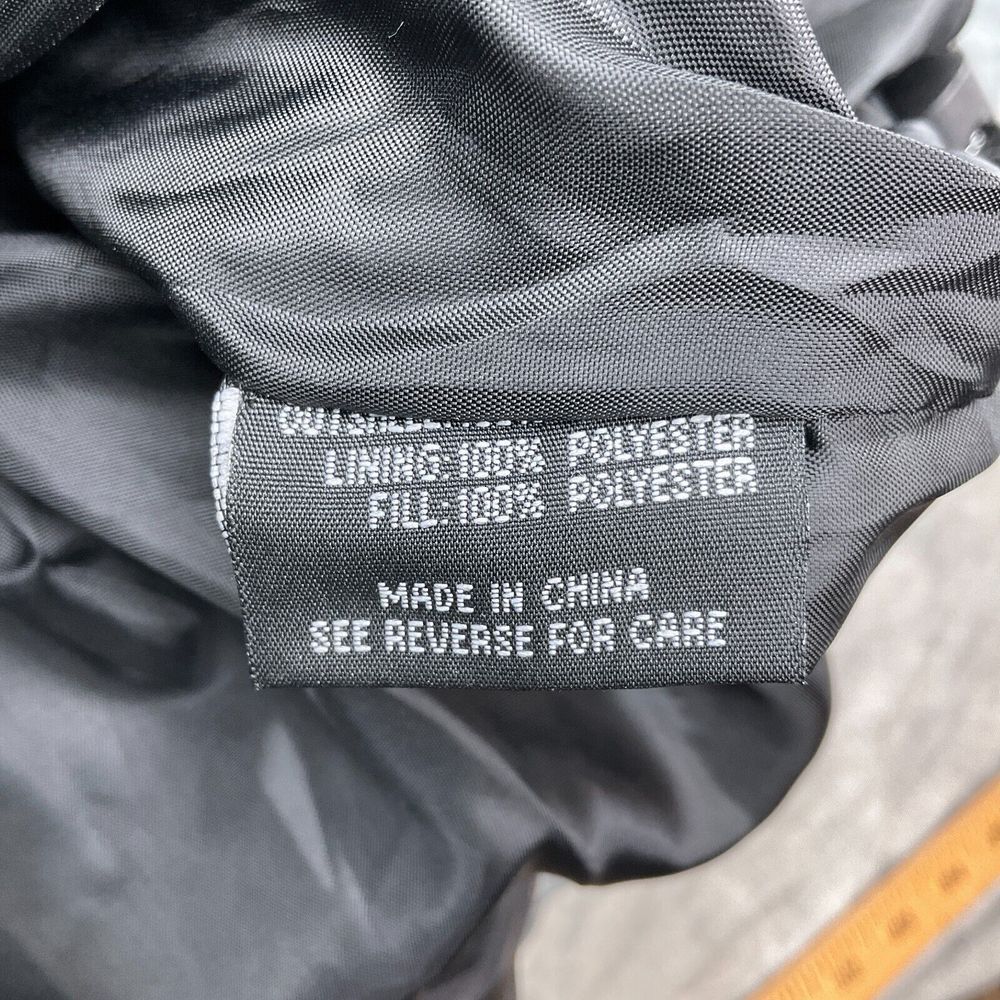 LINING:100% POLYESTER
FILL:100% POLYESTER
MADE IN CHINA
SEE REVERSE FOR CARE